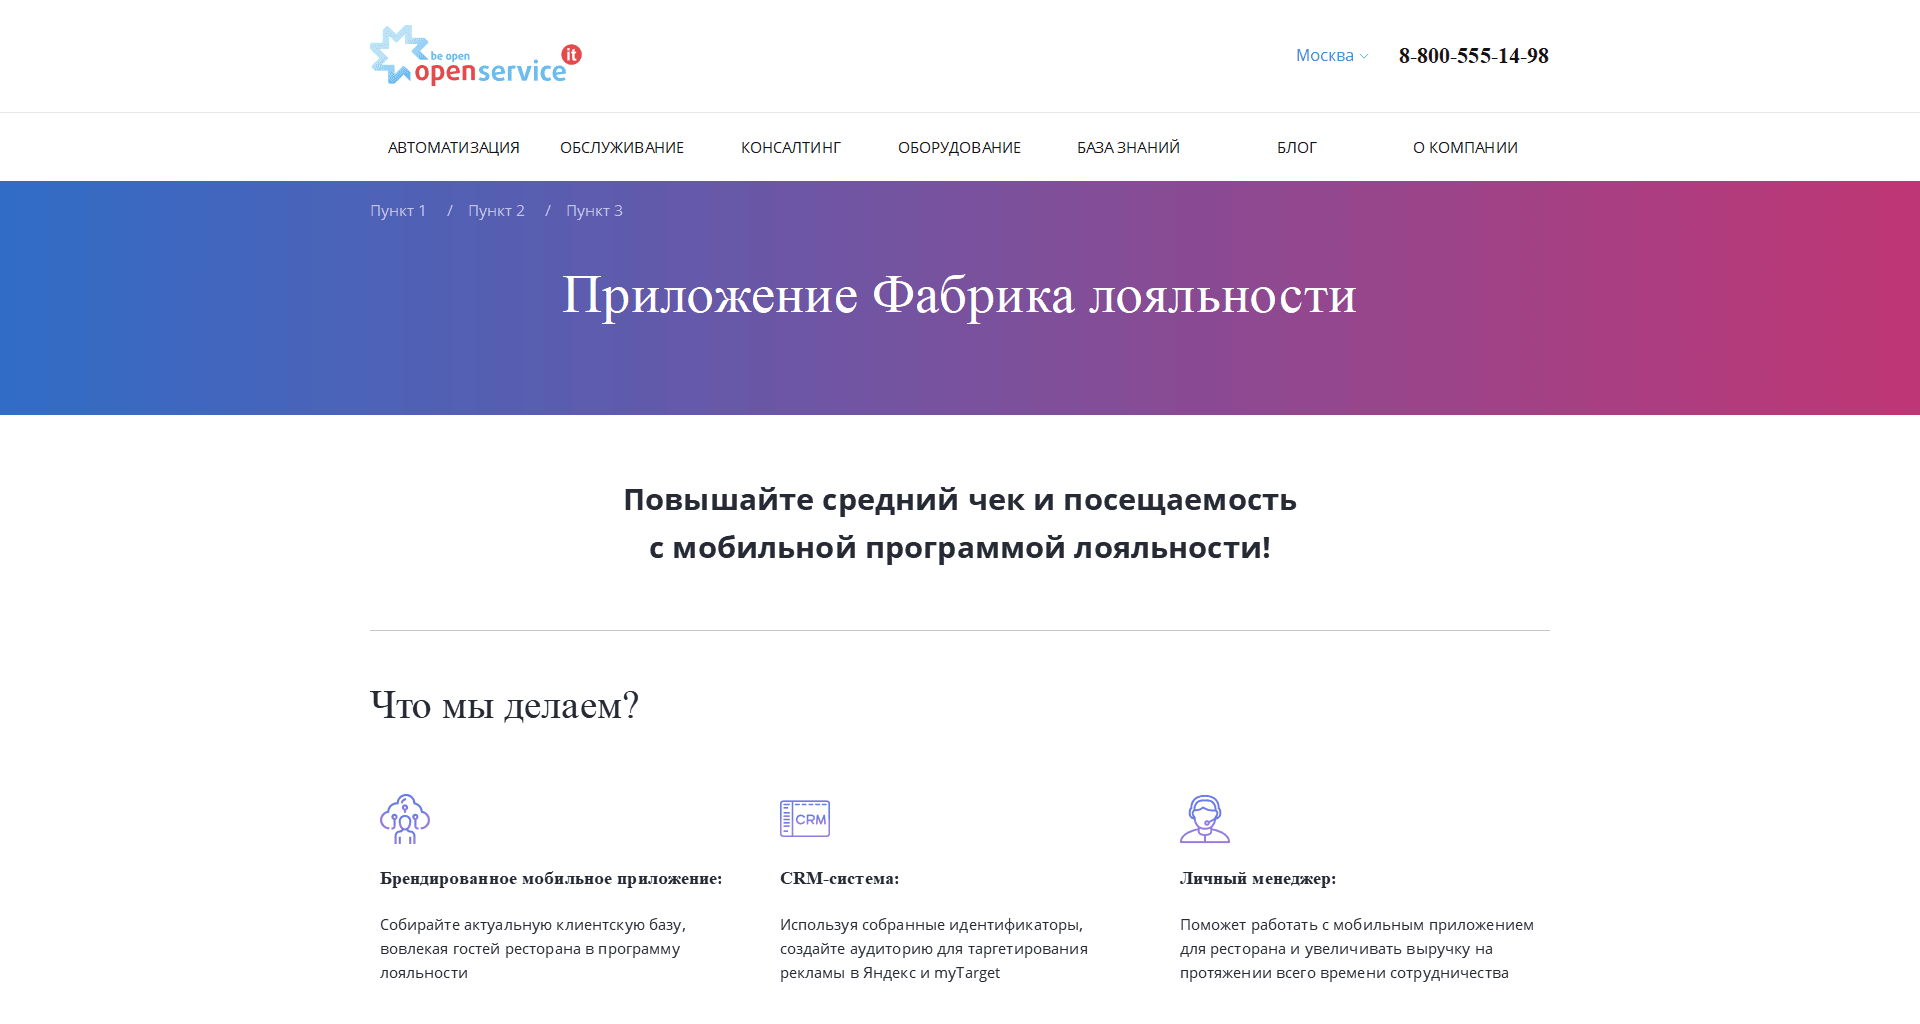 be open
openservice it
Москва
8-800-555-14-98
АВТОМАТИЗАЦИЯ ОБСЛУЖИВАНИЕ КОНСАЛТИНГ ОБОРУДОВАНИЕ БАЗА ЗНАНИЙ БЛОГ О КОМПАНИИ
Пункт 1 / Пункт 2 / Пункт 3
Приложение Фабрика лояльности
Повышайте средний чек и посещаемость
с мобильной программой лояльности!
Что мы делаем?
CRM
Брендированное мобильное приложение:
Собирайте актуальную клиентскую базу,
вовлекая гостей ресторана в программу
лояльности
CRM-система:
Используя собранные идентификаторы,
создайте аудиторию для таргетирования
рекламы в Яндекс и myTarget
Личный менеджер:
Поможет работать с мобильным приложением
для ресторана и увеличивать выручку на
протяжении всего времени сотрудничества